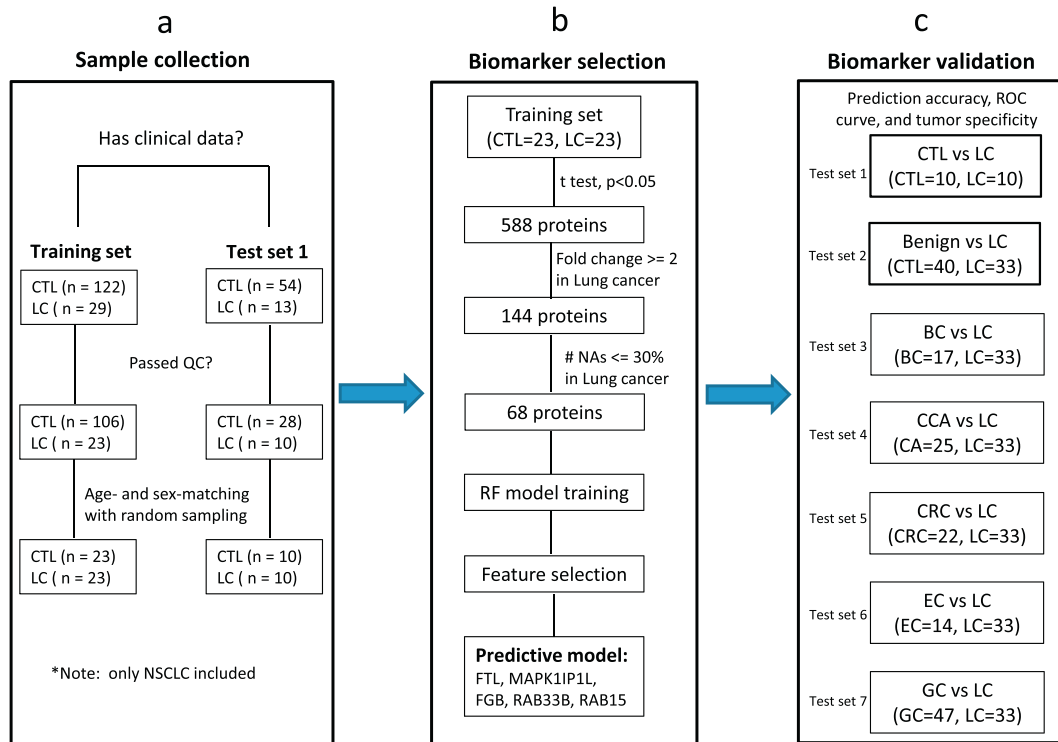 a
Sample collection
Has clinical data?
Training set
CTL (n = 122)
LC ( n = 29)
Test set 1
CTL (n = 54)
LC ( n = 13)
Passed QC?
CTL (n = 106)
LC ( n = 23)
CTL (n = 28)
LC ( n = 10)
Age- and sex-matching
with random sampling
CTL (n = 23)
LC ( n = 23)
CTL (n = 10)
LC ( n = 10)
*Note: only NSCLC included
b
Biomarker selection
Training set
(CTL=23, LC=23)
t test, p<0.05
588 proteins
Fold change >= 2
in Lung cancer
144 proteins
# NAs <= 30%
in Lung cancer
68 proteins
RF model training
Feature selection
Predictive model:
FTL, MAPK1IP1L,
FGB, RAB33B, RAB15
c
Biomarker validation
Prediction accuracy, ROC
curve, and tumor specificity
Test set 1
CTL vs LC
(CTL=10, LC=10)
Test set 2
Benign vs LC
(CTL=40, LC=33)
Test set 3
BC vs LC
(BC=17, LC=33)
Test set 4
CCA vs LC
(CA=25, LC=33)
Test set 5
CRC vs LC
(CRC=22, LC=33)
Test set 6
EC vs LC
(EC=14, LC=33)
Test set 7
GC vs LC
(GC=47, LC=33)